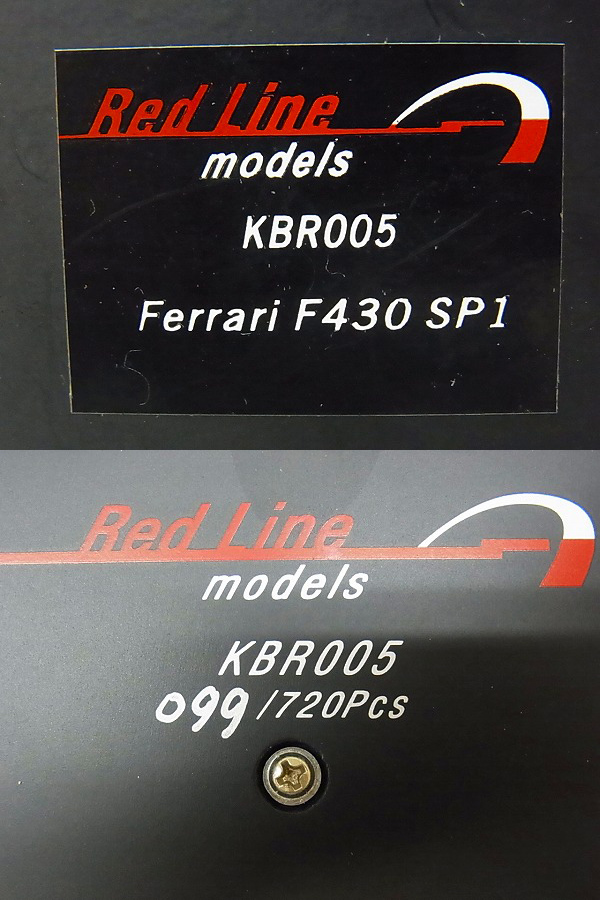 Red Line
models
KBR005
Ferrari F430 SP1
Red Line
models
KBR005
099/720Pcs